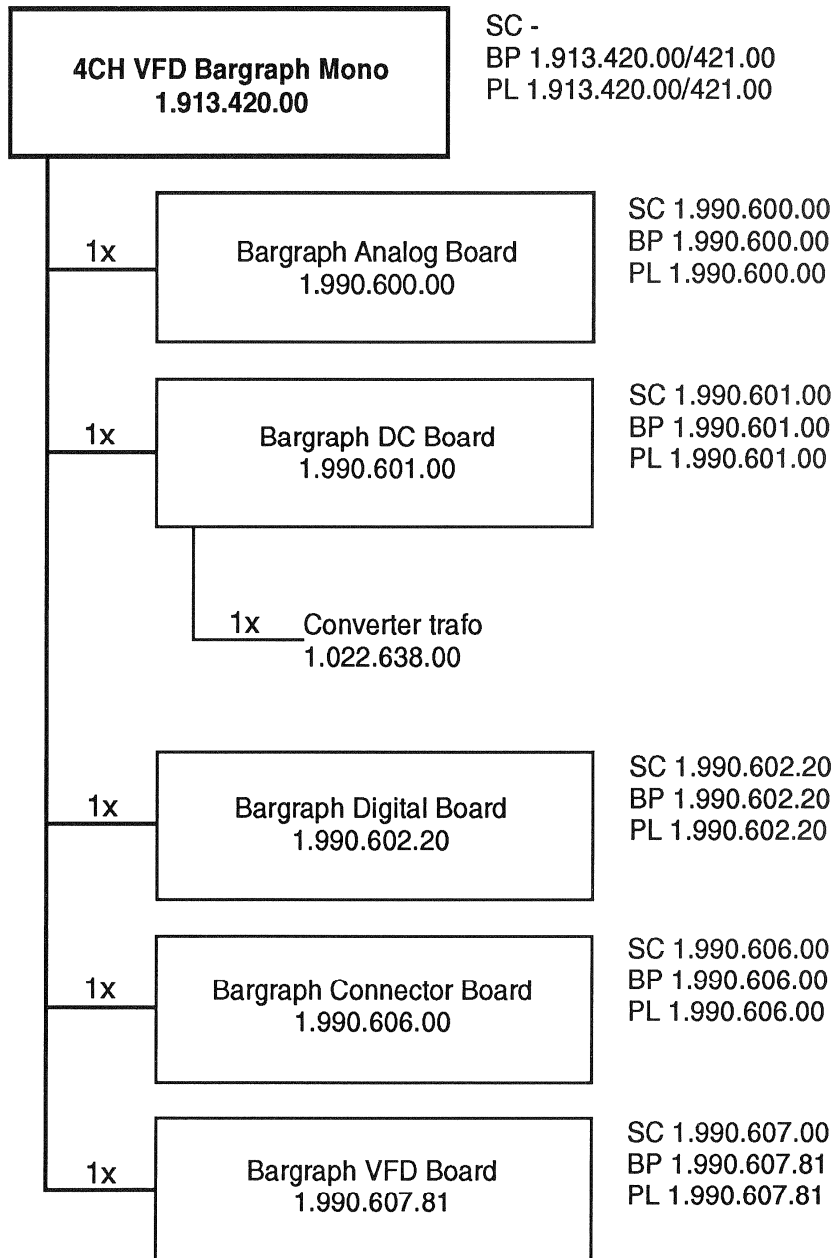 4CH VFD Bargraph Mono
1.913.420.00
SC -
BP 1.913.420.00/421.00
PL 1.913.420.00/421.00
1x
Bargraph Analog Board
1.990.600.00
SC 1.990.600.00
BP 1.990.600.00
PL 1.990.600.00
1x
Bargraph DC Board
1.990.601.00
SC 1.990.601.00
BP 1.990.601.00
PL 1.990.601.00
1x
Converter trafo
1.022.638.00
1x
Bargraph Digital Board
1.990.602.20
SC 1.990.602.20
BP 1.990.602.20
PL 1.990.602.20
1x
Bargraph Connector Board
1.990.606.00
SC 1.990.606.00
BP 1.990.606.00
PL 1.990.606.00
1x
Bargraph VFD Board
1.990.607.81
SC 1.990.607.00
BP 1.990.607.81
PL 1.990.607.81